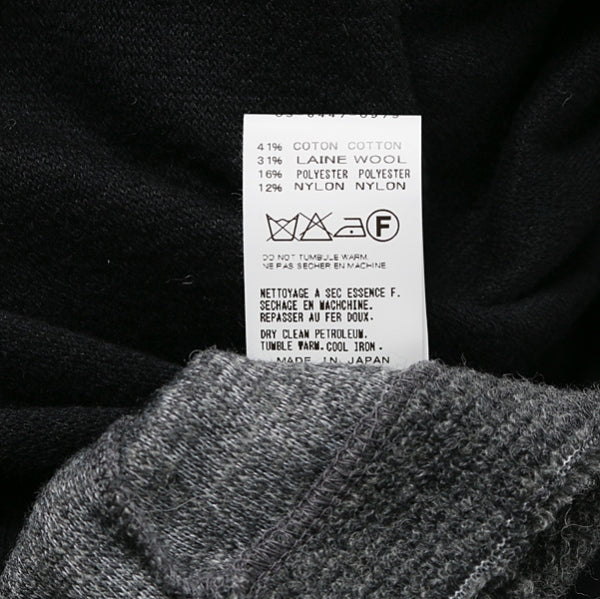 41% COTON COTTON
31% LAINE WOOL
16% POLYESTER POLYESTER
12% NYLON NYLON
F
DO NOT TUMBULE WARM.
NE PAS SECHER EN MACHINE
NETTOYAGE A SEC ESSENCE F.
SECHAGE EN MACHCHINE.
REPASSER AU FER DOUX.
DRY CLEAN PETROLEUM.
TUMBLE WARM. COOL IRON.
MADE IN JAPAN